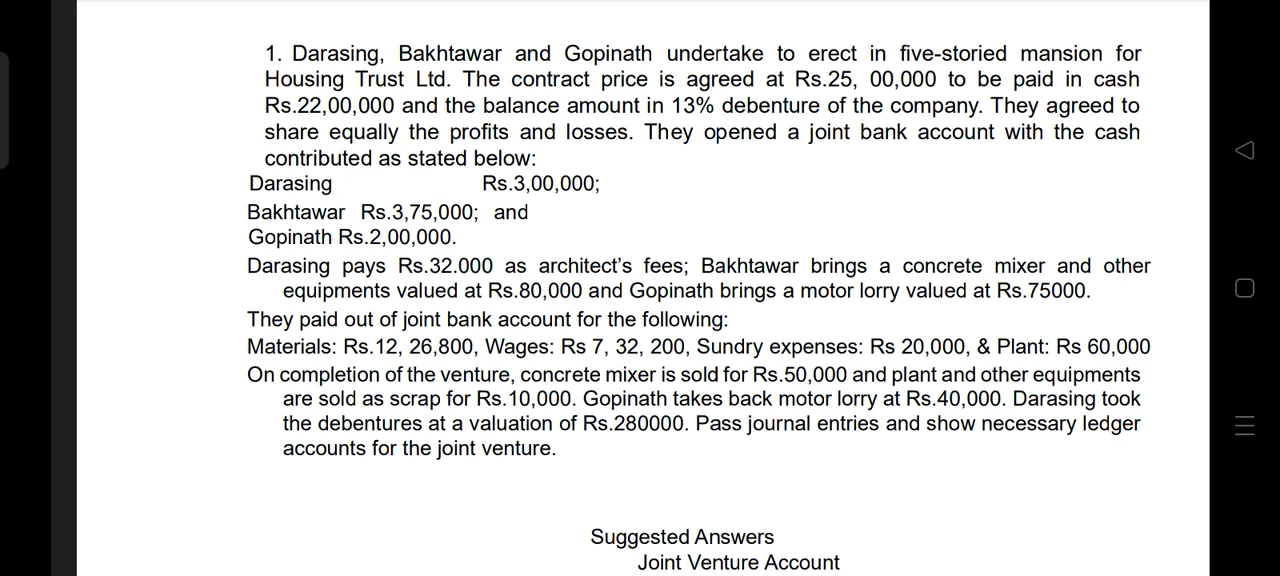 1. Darasing, Bakhtawar and Gopinath undertake to erect in five-storied mansion for
Housing Trust Ltd. The contract price is agreed at Rs.25, 00,000 to be paid in cash
Rs.22,00,000 and the balance amount in 13% debenture of the company. They agreed to
share equally the profits and losses. They opened a joint bank account with the cash
contributed as stated below:
Darasing Rs.3,00,000;
Bakhtawar Rs.3,75,000; and
Gopinath Rs.2,00,000.
Darasing pays Rs.32.000 as architect's fees; Bakhtawar brings a concrete mixer and other
equipments valued at Rs.80,000 and Gopinath brings a motor lorry valued at Rs.75000.
They paid out of joint bank account for the following:
Materials: Rs.12, 26,800, Wages: Rs 7, 32, 200, Sundry expenses: Rs 20,000, & Plant: Rs 60,000
On completion of the venture, concrete mixer is sold for Rs.50,000 and plant and other equipments
are sold as scrap for Rs.10,000. Gopinath takes back motor lorry at Rs.40,000. Darasing took
the debentures at a valuation of Rs.280000. Pass journal entries and show necessary ledger
accounts for the joint venture.
Suggested Answers
Joint Venture Account